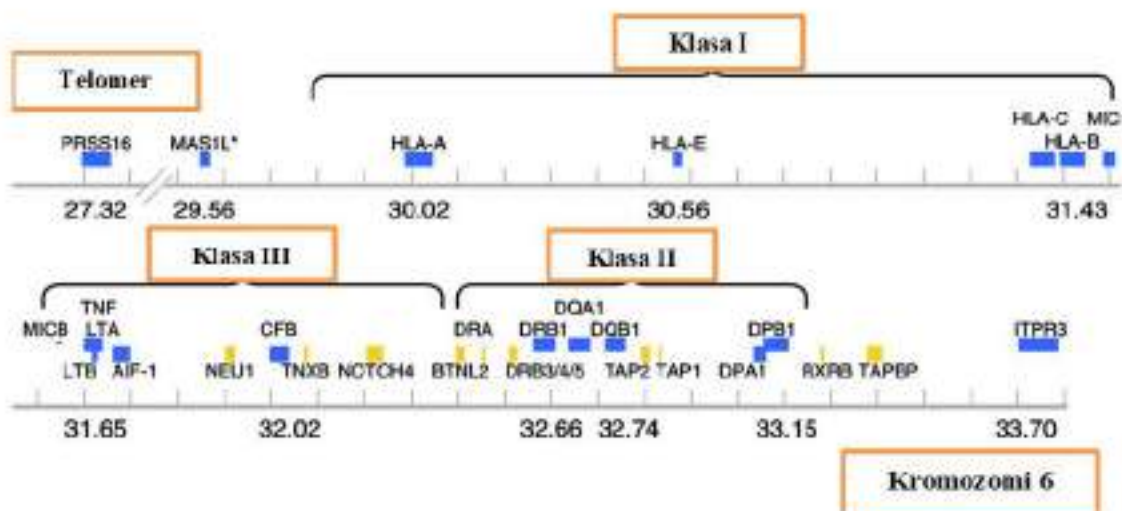 Klasa I
Telomer
HLA-C MIC
PRSS16 MAS1L* HLA-A HLA-E HLA-B
27.32 29.56 30.02 30.56 31.43
Klasa III Klasa II
TNF DQA1
MICB LTA CFB DRA DRB1 DQB1 DPB1 ITPR3
LTB AIF-1 NEU1 TNXB NCTCH4 BTNL2 DRB3/4/5 TAP2 TAP1 DPA1 RXRB TAPBP
31.65 32.02 32.66 32.74 33.15 33.70
Kromozomi 6